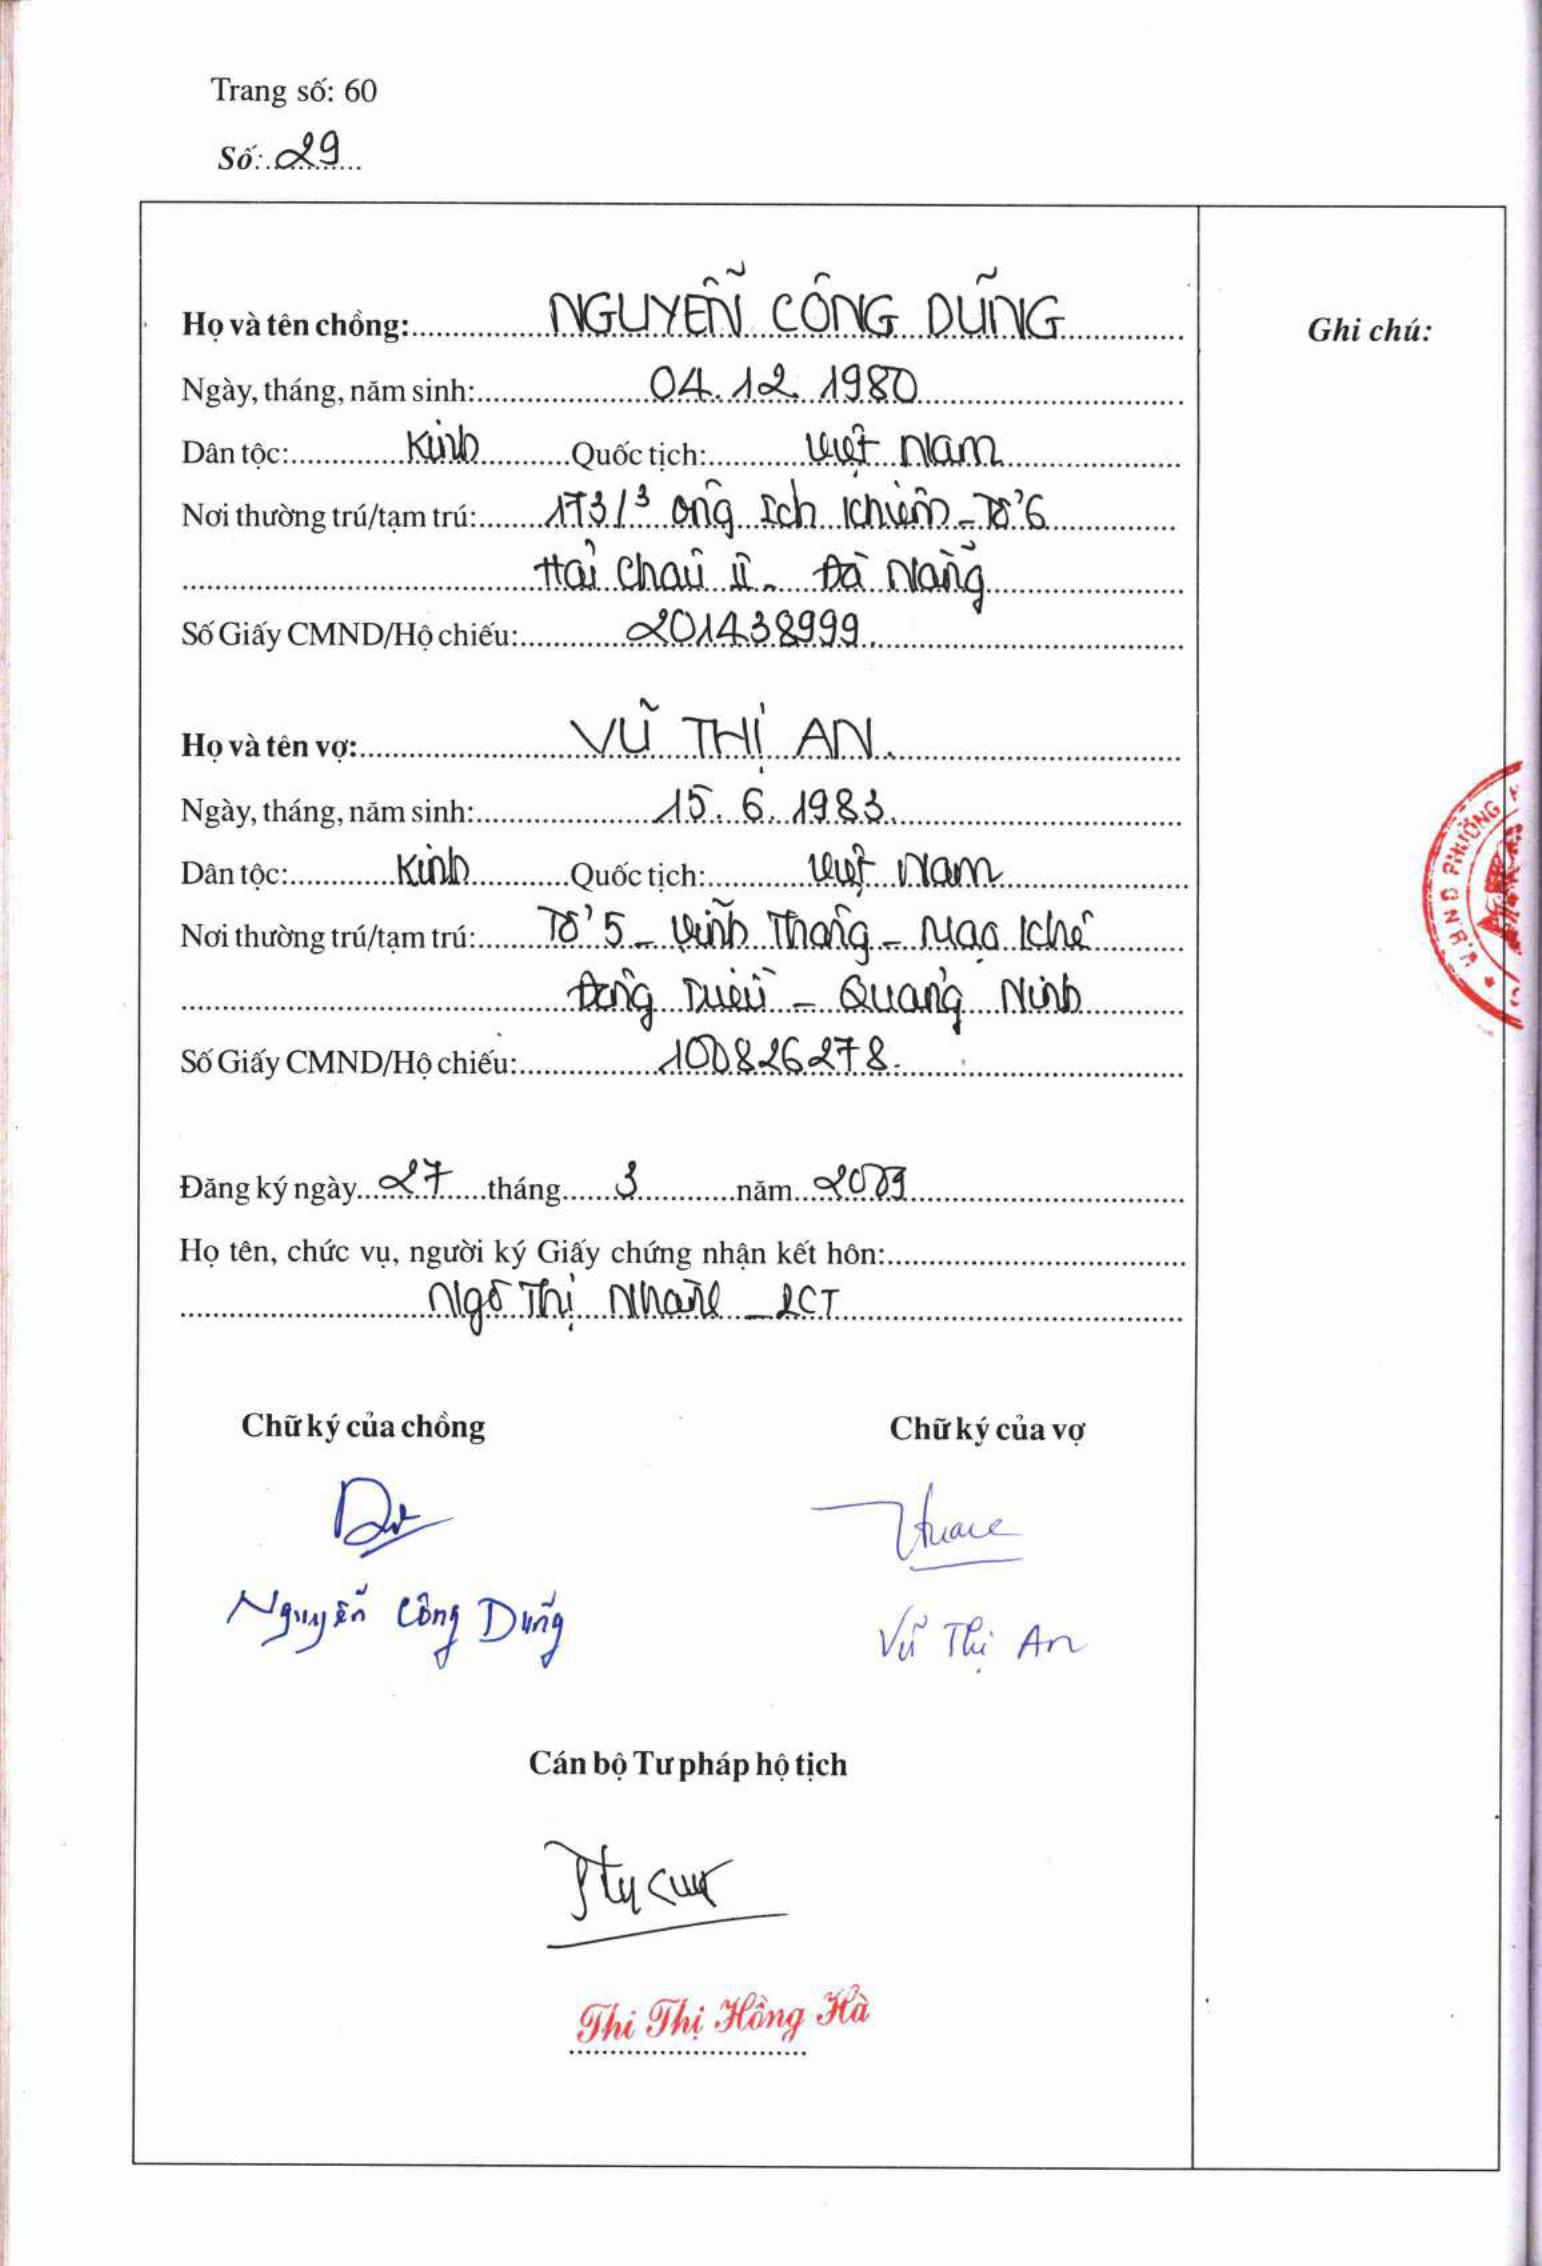 Trang số: 60
Số: 29
Họ và tên chồng: NGUYỄN CÔNG DŨNG
Ghi chú:
Ngày, tháng, năm sinh: 04.12.1980
Dân tộc: Kinh Quốc tịch: Việt Nam
Nơi thường trú/tạm trú: 173/3 Ông Ích Khiêm - Tổ 6
Hải Châu II - Đà Nẵng
Số Giấy CMND/Hộ chiếu: 201438999
Họ và tên vợ: VŨ THỊ AN.
Ngày, tháng, năm sinh: 15.6.1983
Dân tộc: Kinh Quốc tịch: Việt Nam
Nơi thường trú/tạm trú: Tổ 5 - Vĩnh Thắng - Mạo Khê
Đông Triều - Quảng Ninh
Số Giấy CMND/Hộ chiếu: 100826278.
U.B.N.D PHƯỜNG
Đăng ký ngày 27 tháng 3 năm 2009
Họ tên, chức vụ, người ký Giấy chứng nhận kết hôn:
Ngô Thị - PCT
Chữ ký của chồng Chữ ký của vợ
Nguyễn Công Dũng Vũ Thị An
Cán bộ Tư pháp hộ tịch
Thi Thị Hồng Hà